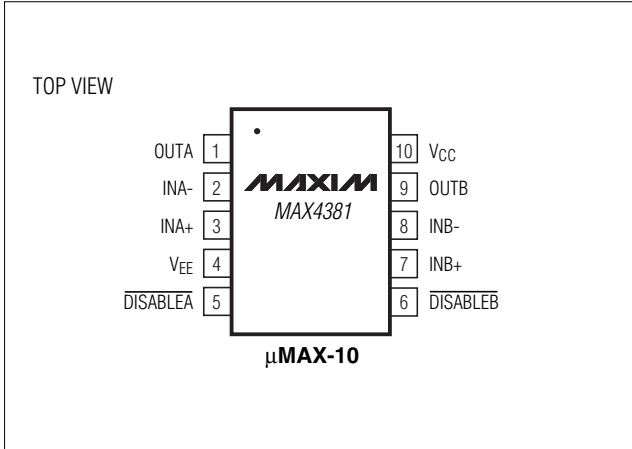 TOP VIEW
OUTA 1
INA- 2
INA+ 3
VEE 4
DISABLEA 5
MAXIM
MAX4381
10 VCC
9 OUTB
8 INB-
7 INB+
6 DISABLEB
µMAX-10